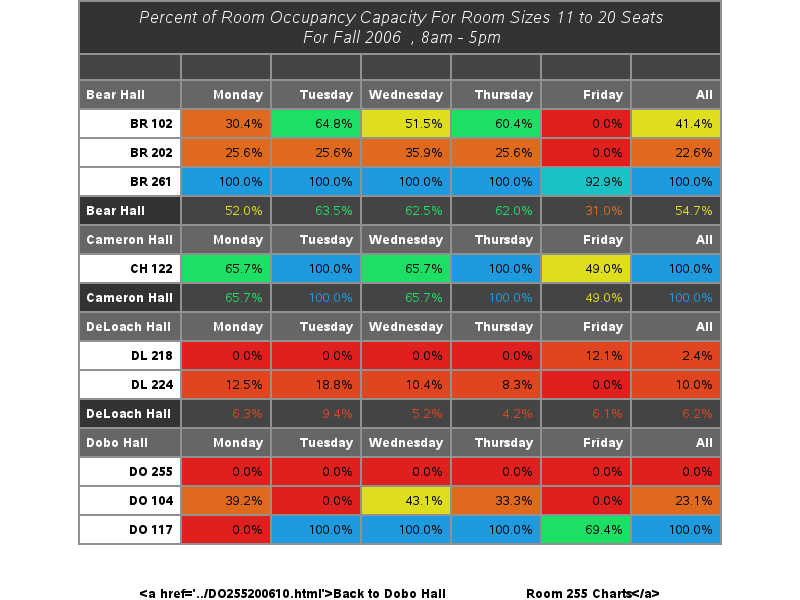 Percent of Room Occupancy Capacity For Room Sizes 11 to 20 Seats
For Fall 2006 , 8am - 5pm
Bear Hall Monday Tuesday Wednesday Thursday Friday All
BR 102 30.4% 64.8% 51.5% 60.4% 0.0% 41.4%
BR 202 25.6% 25.6% 35.9% 25.6% 0.0% 22.6%
BR 261 100.0% 100.0% 100.0% 100.0% 92.9% 100.0%
Bear Hall 52.0% 63.5% 62.5% 62.0% 31.0% 54.7%
Cameron Hall Monday Tuesday Wednesday Thursday Friday All
CH 122 65.7% 100.0% 65.7% 100.0% 49.0% 100.0%
Cameron Hall 65.7% 100.0% 65.7% 100.0% 49.0% 100.0%
DeLoach Hall Monday Tuesday Wednesday Thursday Friday All
DL 218 0.0% 0.0% 0.0% 0.0% 12.1% 2.4%
DL 224 12.5% 18.8% 10.4% 8.3% 0.0% 10.0%
DeLoach Hall 6.3% 9.4% 5.2% 4.2% 6.1% 6.2%
Dobo Hall Monday Tuesday Wednesday Thursday Friday All
DO 255 0.0% 0.0% 0.0% 0.0% 0.0% 0.0%
DO 104 39.2% 0.0% 43.1% 33.3% 0.0% 23.1%
DO 117 0.0% 100.0% 100.0% 100.0% 69.4% 100.0%
<a href='../DO255200610.html'>Back to Dobo Hall Room 255 Charts</a>